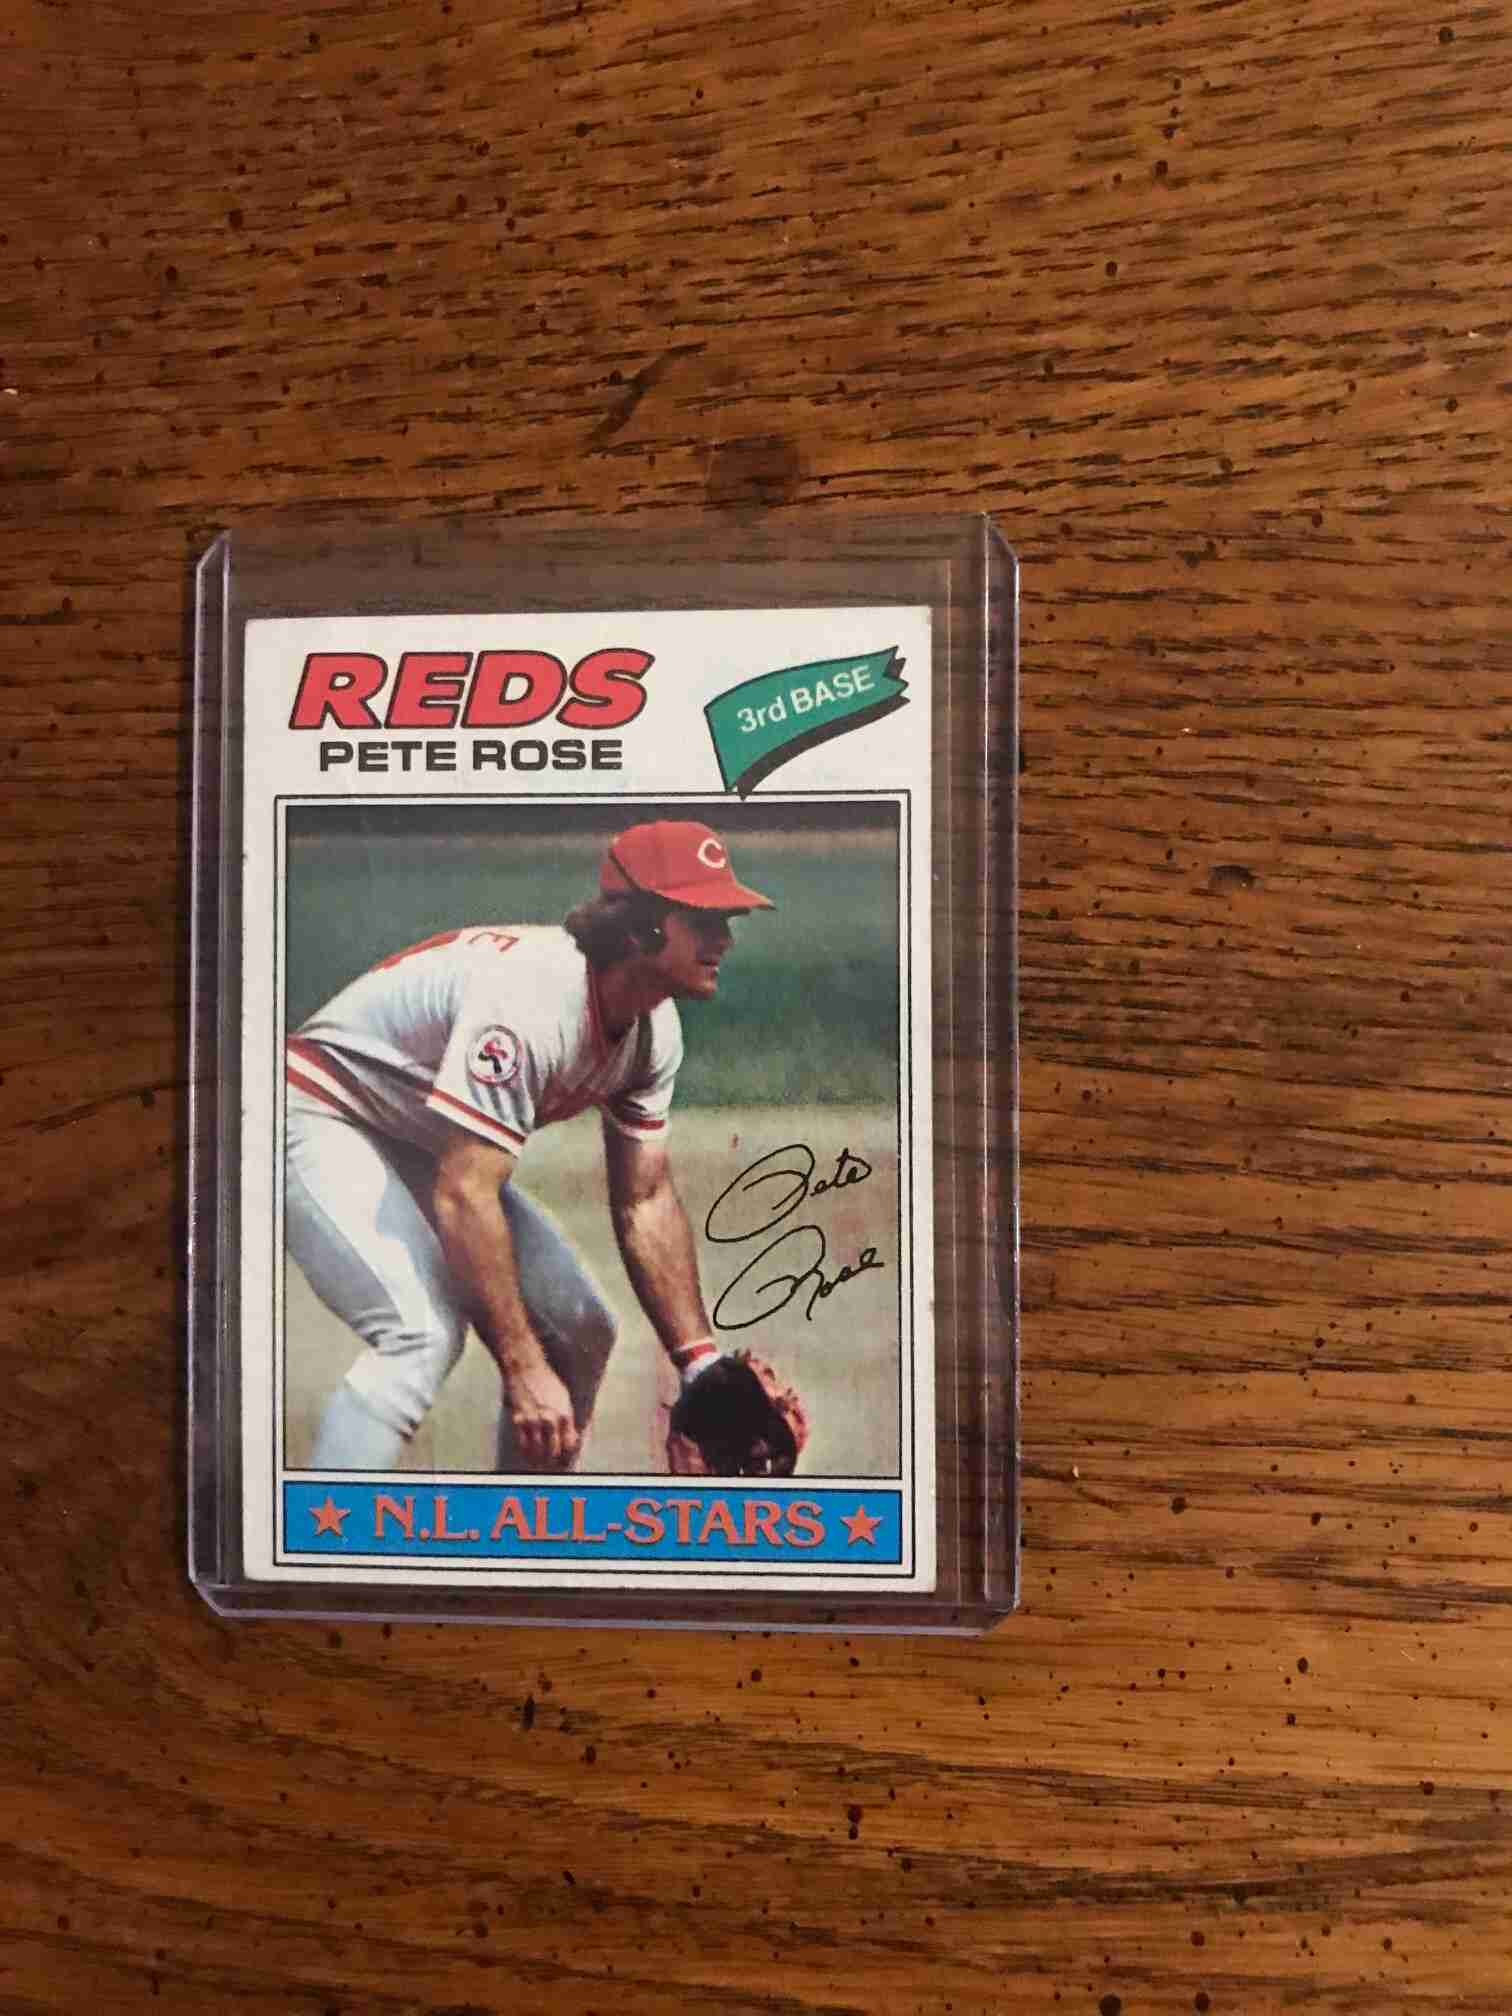 REDS
PETE ROSE
3rd BASE
C
E
Pete
Rose
★ N.L. ALL-STARS ★